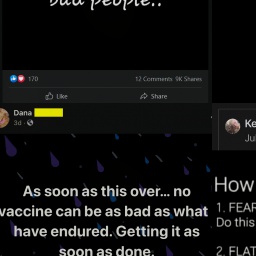 bad people..
170
12 Comments 9K Shares
Like
Share
Dana
3d
Ke
Ju
As soon as this over... no
vaccine can be as bad as what
have endured. Getting it as
soon as done.
How
1. FEAR
Do this
2. FLAT